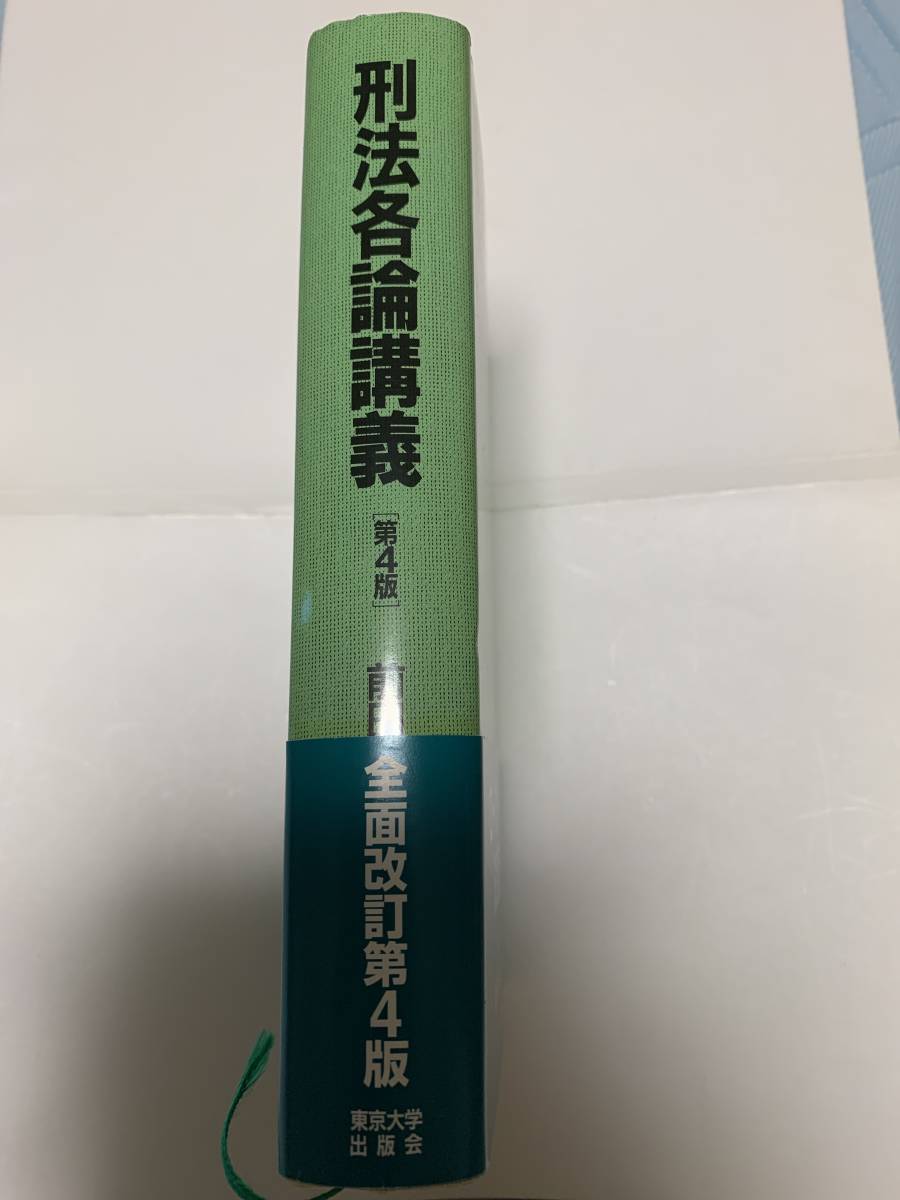 刑法各論講義
[第4版]
前
全面改訂第4版
東京大学
出版会